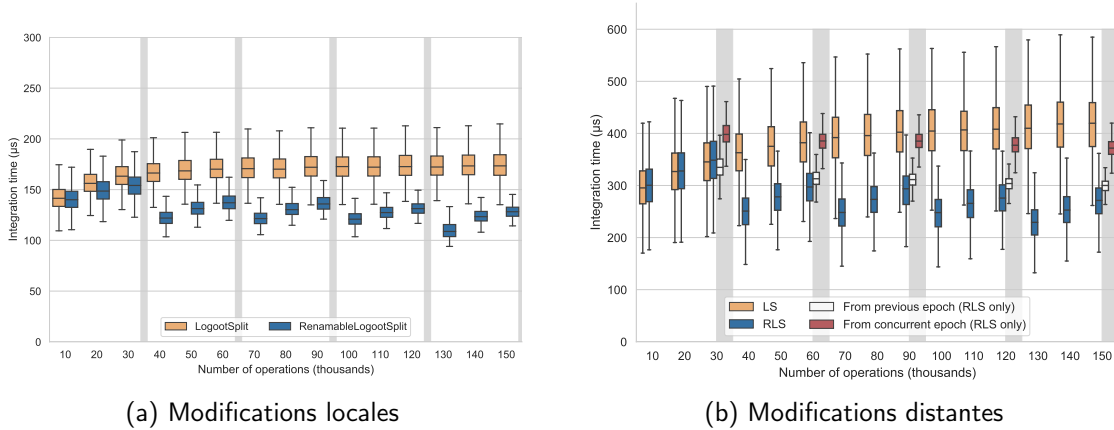 300
250
200
150
100
50
0
Integration time (µs)
LogootSplit
RenamableLogootSplit
10 20 30 40 50 60 70 80 90 100 110 120 130 140 150
Number of operations (thousands)
(a) Modifications locales
600
500
400
300
200
100
0
Integration time (µs)
LS
From previous epoch (RLS only)
RLS
From concurrent epoch (RLS only)
10 20 30 40 50 60 70 80 90 100 110 120 130 140 150
Number of operations (thousands)
(b) Modifications distantes